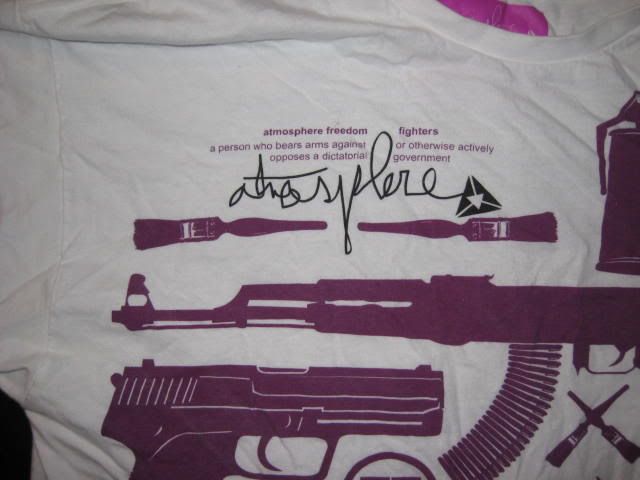 atmosphere freedom fighters
a person who bears arms against or otherwise actively
opposes a dictatorial government
atmosphere